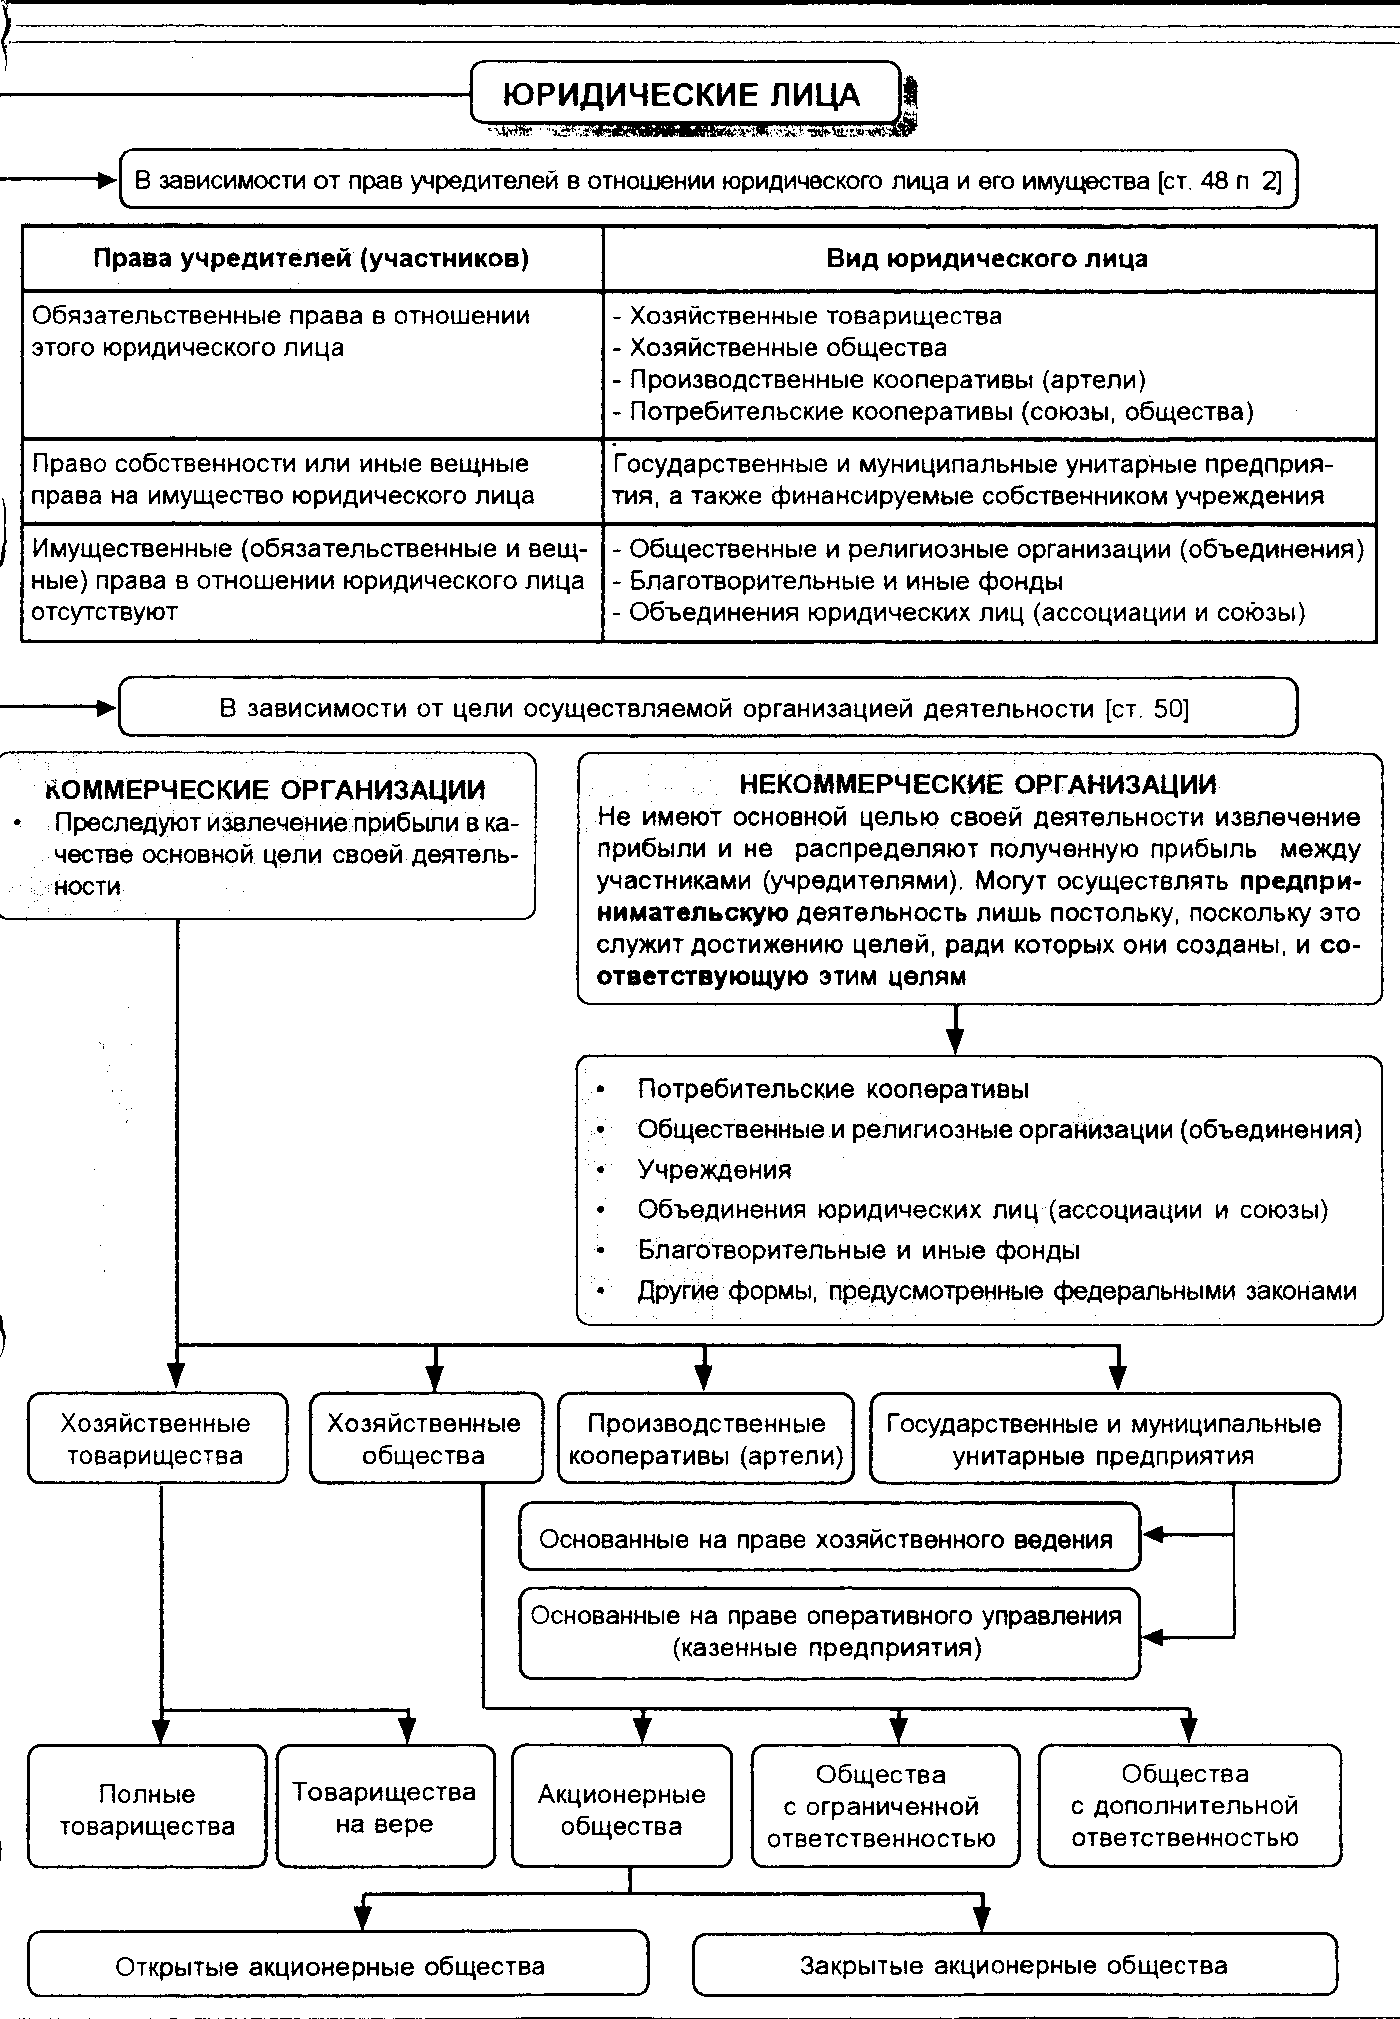 ЮРИДИЧЕСКИЕ ЛИЦА
В зависимости от прав учредителей в отношении юридического лица и его имущества [ст. 48 п 2]
Права учредителей (участников)
Вид юридического лица
Обязательственные права в отношении
этого юридического лица
- Хозяйственные товарищества
- Хозяйственные общества
- Производственные кооперативы (артели)
- Потребительские кооперативы (союзы, общества)
Право собственности или иные вещные
права на имущество юридического лица
Государственные и муниципальные унитарные предприя-
тия, а также финансируемые собственником учреждения
Имущественные (обязательственные и вещ-
ные) права в отношении юридического лица
отсутствуют
- Общественные и религиозные организации (объединения)
- Благотворительные и иные фонды
- Объединения юридических лиц (ассоциации и союзы)
В зависимости от цели осуществляемой организацией деятельности [ст. 50]
КОММЕРЧЕСКИЕ ОРГАНИЗАЦИИ
• Преследуют извлечение прибыли в ка-
честве основной цели своей деятель-
ности
НЕКОММЕРЧЕСКИЕ ОРГАНИЗАЦИИ
Не имеют основной целью своей деятельности извлечение
прибыли и не распределяют полученную прибыль между
участниками (учредителями). Могут осуществлять предпри-
нимательскую деятельность лишь постольку, поскольку это
служит достижению целей, ради которых они созданы, и со-
ответствующую этим целям
• Потребительские кооперативы
• Общественные и религиозные организации (объединения)
• Учреждения
• Объединения юридических лиц (ассоциации и союзы)
• Благотворительные и иные фонды
• Другие формы, предусмотренные федеральными законами
Хозяйственные
товарищества
Хозяйственные
общества
Производственные
кооперативы (артели)
Государственные и муниципальные
унитарные предприятия
Основанные на праве хозяйственного ведения
Основанные на праве оперативного управления
(казенные предприятия)
Полные
товарищества
Товарищества
на вере
Акционерные
общества
Общества
с ограниченной
ответственностью
Общества
с дополнительной
ответственностью
Открытые акционерные общества
Закрытые акционерные общества